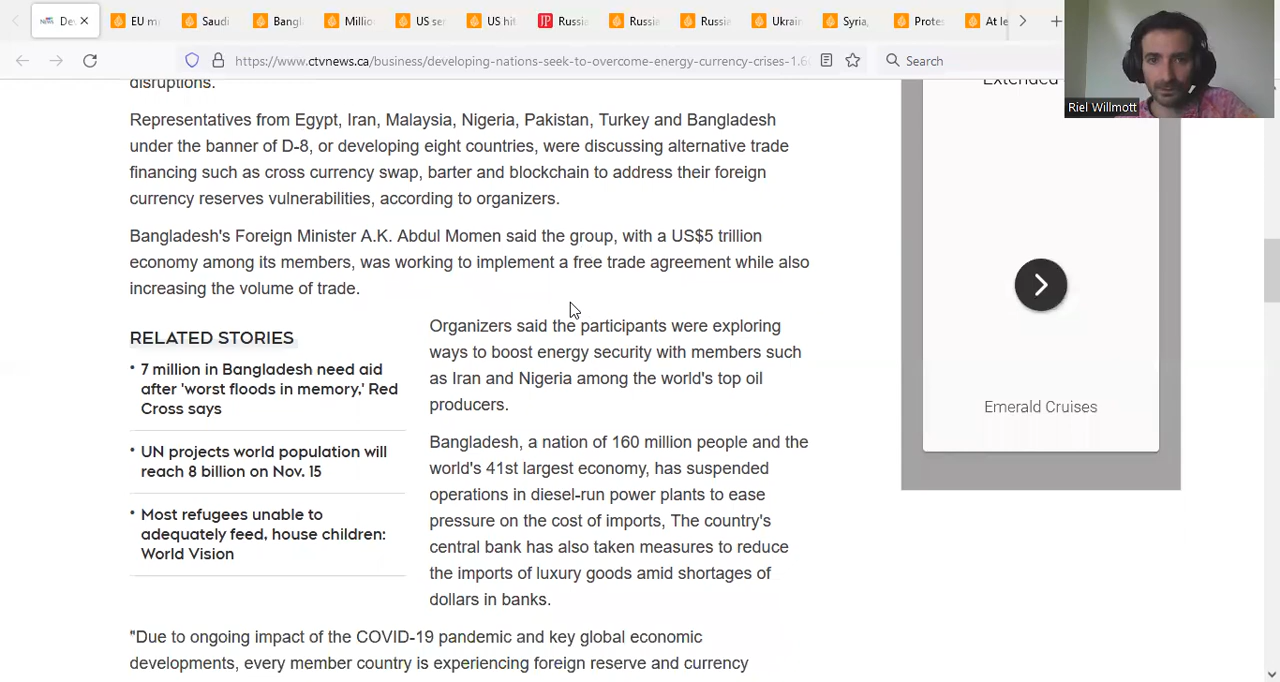 Dev
EU m
Saudi
Bangl
Millio
US ser
US hit
Russia
Russia
Russia
Ukrain
Syria,
Protes
At le
https://www.ctvnews.ca/business/developing-nations-seek-to-overcome-energy-currency-crises-1.6
Search
Riel Willmott
disruptions.
Representatives from Egypt, Iran, Malaysia, Nigeria, Pakistan, Turkey and Bangladesh
under the banner of D-8, or developing eight countries, were discussing alternative trade
financing such as cross currency swap, barter and blockchain to address their foreign
currency reserves vulnerabilities, according to organizers.
Bangladesh's Foreign Minister A.K. Abdul Momen said the group, with a US$5 trillion
economy among its members, was working to implement a free trade agreement while also
increasing the volume of trade.
RELATED STORIES
• 7 million in Bangladesh need aid
after 'worst floods in memory,' Red
Cross says
• UN projects world population will
reach 8 billion on Nov. 15
• Most refugees unable to
adequately feed, house children:
World Vision
Organizers said the participants were exploring
ways to boost energy security with members such
as Iran and Nigeria among the world's top oil
producers.
Bangladesh, a nation of 160 million people and the
world's 41st largest economy, has suspended
operations in diesel-run power plants to ease
pressure on the cost of imports, The country's
central bank has also taken measures to reduce
the imports of luxury goods amid shortages of
dollars in banks.
"Due to ongoing impact of the COVID-19 pandemic and key global economic
developments, every member country is experiencing foreign reserve and currency
Extended
Emerald Cruises